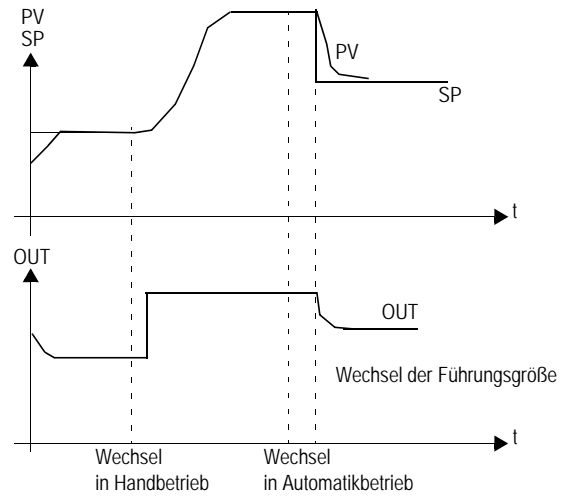 PV
SP
PV
SP
t
OUT
OUT
Wechsel der Führungsgröße
t
Wechsel
in Handbetrieb
Wechsel
in Automatikbetrieb